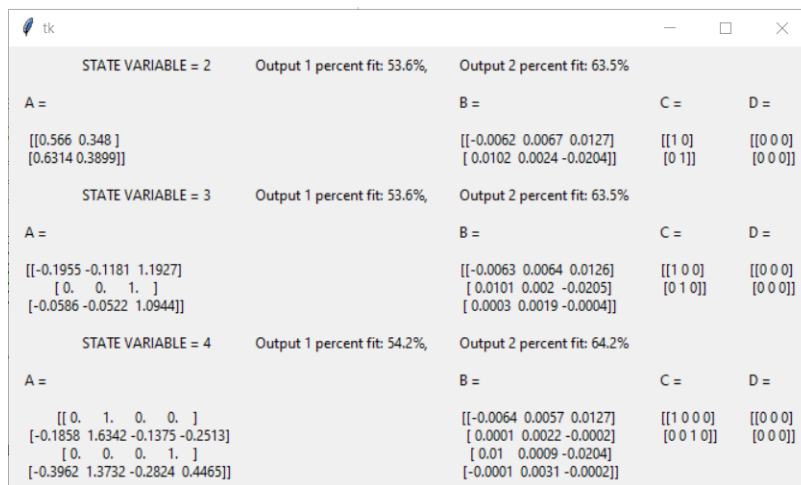 tk
STATE VARIABLE = 2 Output 1 percent fit: 53.6%, Output 2 percent fit: 63.5%
A = B = C = D =
[[0.566 0.348 ] [[-0.0062 0.0067 0.0127] [[1 0] [[0 0 0]
[0.6314 0.3899]] [ 0.0102 0.0024 -0.0204]] [0 1]] [0 0 0]]
STATE VARIABLE = 3 Output 1 percent fit: 53.6%, Output 2 percent fit: 63.5%
A = B = C = D =
[[-0.1955 -0.1181 1.1927] [[-0.0063 0.0064 0.0126] [[1 0 0] [[0 0 0]
[ 0. 0. 1. ] [ 0.0101 0.002 -0.0205] [0 1 0]] [0 0 0]]
[-0.0586 -0.0522 1.0944]] [ 0.0003 0.0019 -0.0004]]
STATE VARIABLE = 4 Output 1 percent fit: 54.2%, Output 2 percent fit: 64.2%
A = B = C = D =
[[ 0. 1. 0. 0. ] [[-0.0064 0.0057 0.0127] [[1 0 0 0] [[0 0 0]
[-0.1858 1.6342 -0.1375 -0.2513] [ 0.0001 0.0022 -0.0002] [0 0 1 0]] [0 0 0]]
[ 0. 0. 0. 1. ] [ 0.01 0.0009 -0.0204]
[-0.3962 1.3732 -0.2824 0.4465]] [-0.0001 0.0031 -0.0002]]